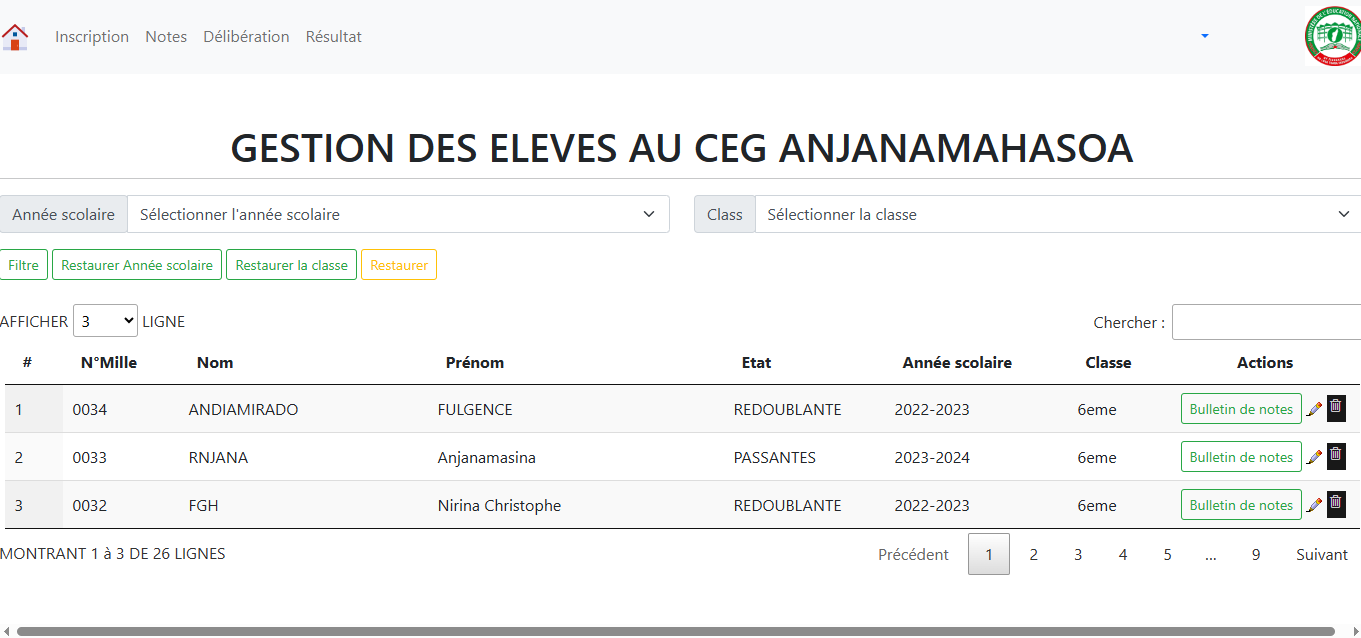 Inscription Notes Délibération Résultat
GESTION DES ELEVES AU CEG ANJANAMAHASOA
Année scolaire Sélectionner l'année scolaire Class Sélectionner la classe
Filtre Restaurer Année scolaire Restaurer la classe Restaurer
AFFICHER 3 LIGNE Chercher :
# N°Mille Nom Prénom Etat Année scolaire Classe Actions
1 0034 ANDIAMIRADO FULGENCE REDOUBLANTE 2022-2023 6eme Bulletin de notes
2 0033 RNJANA Anjanamasina PASSANTES 2023-2024 6eme Bulletin de notes
3 0032 FGH Nirina Christophe REDOUBLANTE 2022-2023 6eme Bulletin de notes
MONTRANT 1 à 3 DE 26 LIGNES Précédent 1 2 3 4 5 ... 9 Suivant